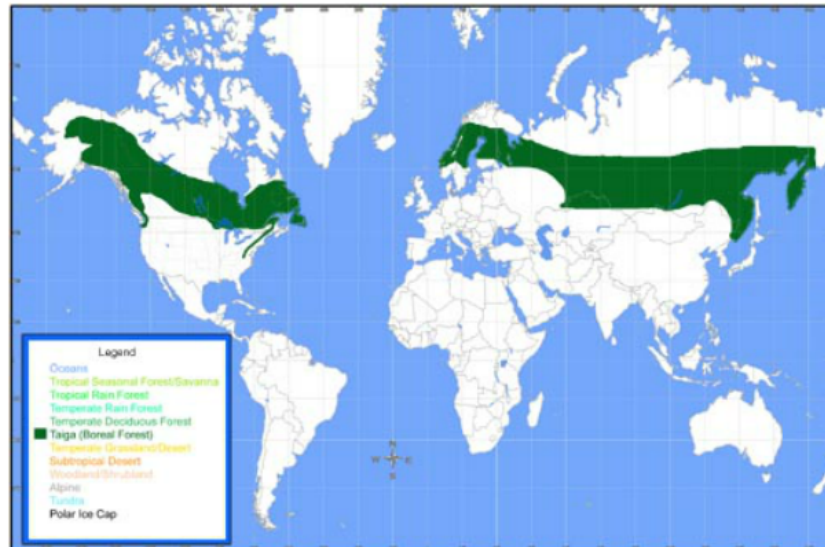 Legend
Oceans
Tropical Seasonal Forest/Savanna
Tropical Rain Forest
Temperate Rain Forest
Temperate Deciduous Forest
Taiga (Boreal Forest)
Temperate Grassland/Desert
Subtropical Desert
Woodland/Shrubland
Alpine
Tundra
Polar Ice Cap
N
W E
S